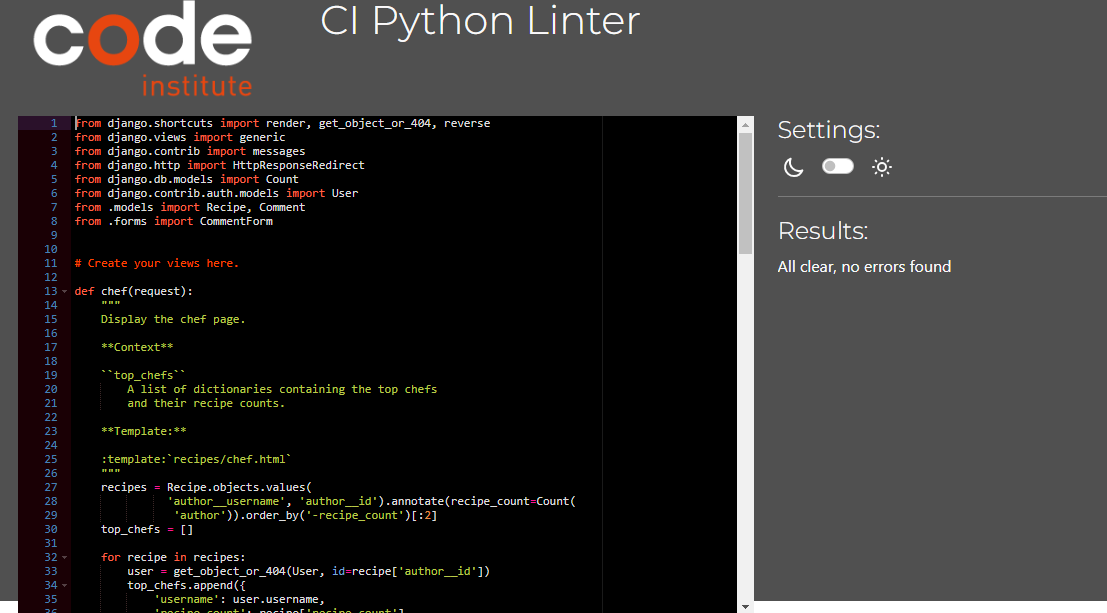 code
institute
CI Python Linter
1 from django.shortcuts import render, get_object_or_404, reverse
2 from django.views import generic
3 from django.contrib import messages
4 from django.http import HttpResponseRedirect
5 from django.db.models import Count
6 from django.contrib.auth.models import User
7 from .models import Recipe, Comment
8 from .forms import CommentForm
9
10
11 # Create your views here.
12
13 def chef(request):
14     """
15     Display the chef page.
16
17     **Context**
18
19     ``top_chefs``
20         A list of dictionaries containing the top chefs
21         and their recipe counts.
22
23     **Template:**
24
25     :template:`recipes/chef.html`
26     """
27     recipes = Recipe.objects.values(
28               'author__username', 'author__id').annotate(recipe_count=Count(
29                'author')).order_by('-recipe_count')[:2]
30     top_chefs = []
31
32     for recipe in recipes:
33         user = get_object_or_404(User, id=recipe['author__id'])
34         top_chefs.append({
35             'username': user.username,
36             'recipe_count': recipe['recipe_count'],
Settings:
Results:
All clear, no errors found